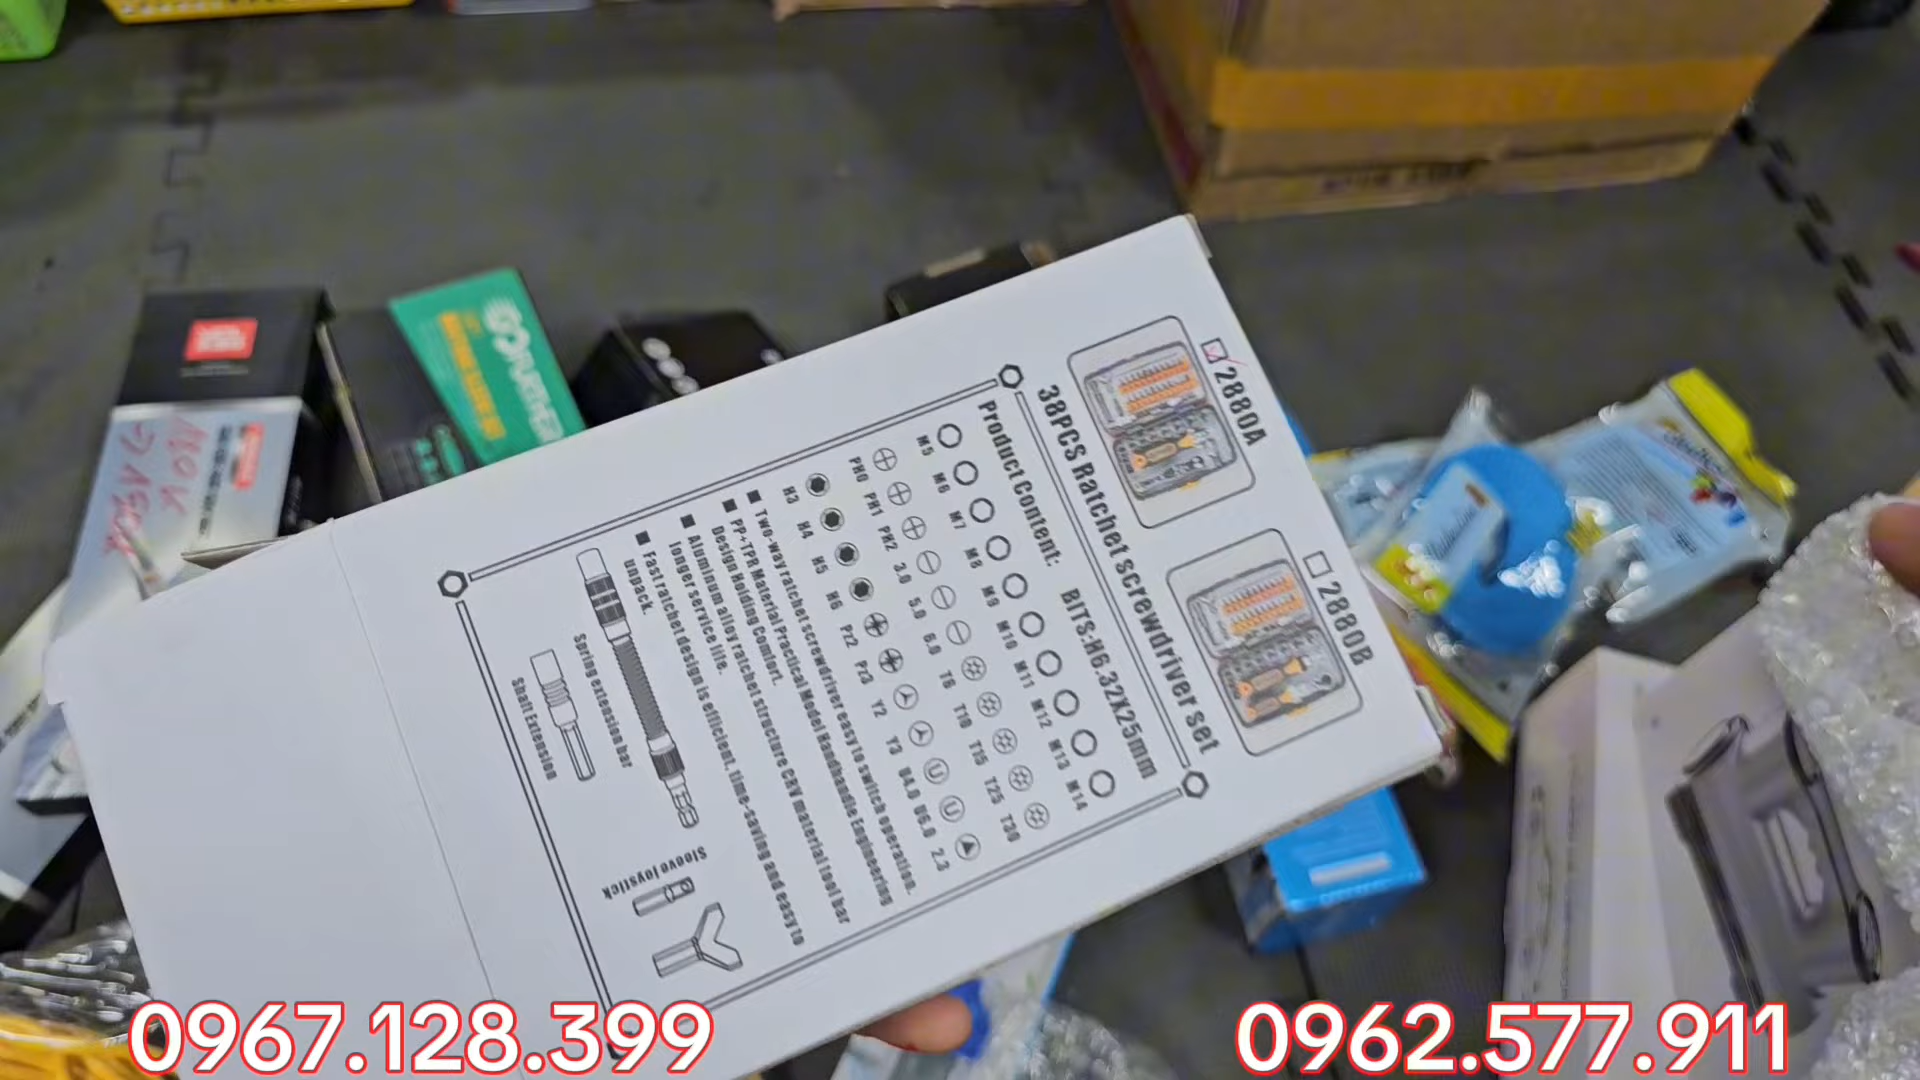 2880A
2880B
38PCS Ratchet screwdriver set
Product Content: BITS:H6.32X25mm
M5 M6 M7 M8 M9 M10 M11 M12 M13 M14
PH0 PH1 PH2 3.0 5.0 6.0 T6 T10 T15 T25 T30
H3 H4 H5 H6 PZ2 PZ3 Y2 Y3 U4.0 U6.0 2.3
Two-way ratchet screwdriver easy to switch operation.
PP+TPR Material Practical Model Handhandle Engineering
Design Holding Comfort.
Aluminum alloy ratchet structure CRV material tool bar
longer service life.
Fast ratchet design is efficient, time-saving and easy to
unpack.
Spring extension bar
Shaft Extension
Sleeve joystick
0967.128.399
0962.577.911